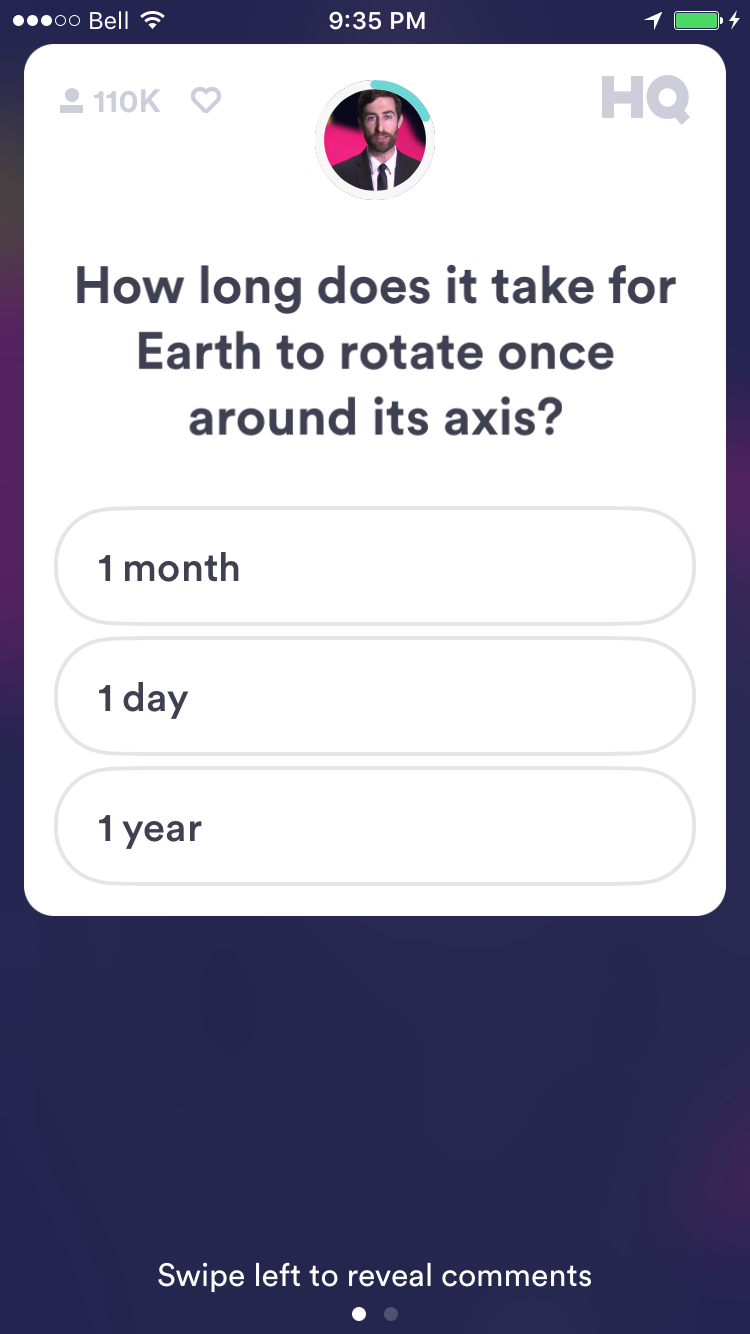 Bell 9:35 PM
110K HQ
How long does it take for
Earth to rotate once
around its axis?
1 month
1 day
1 year
Swipe left to reveal comments